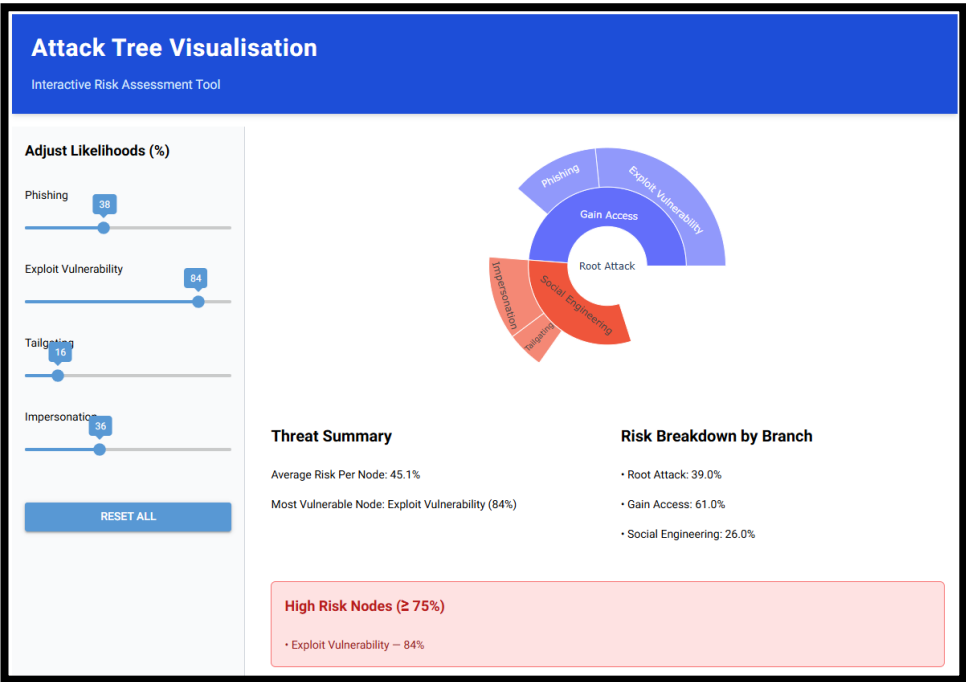 Attack Tree Visualisation
Interactive Risk Assessment Tool
Adjust Likelihoods (%)
Phishing
38
Exploit Vulnerability
84
Tailgating
16
Impersonation
36
RESET ALL
Phishing
Exploit Vulnerability
Gain Access
Root Attack
Impersonation
Social Engineering
Tailgating
Threat Summary
Average Risk Per Node: 45.1%
Most Vulnerable Node: Exploit Vulnerability (84%)
Risk Breakdown by Branch
• Root Attack: 39.0%
• Gain Access: 61.0%
• Social Engineering: 26.0%
High Risk Nodes (≥ 75%)
• Exploit Vulnerability — 84%